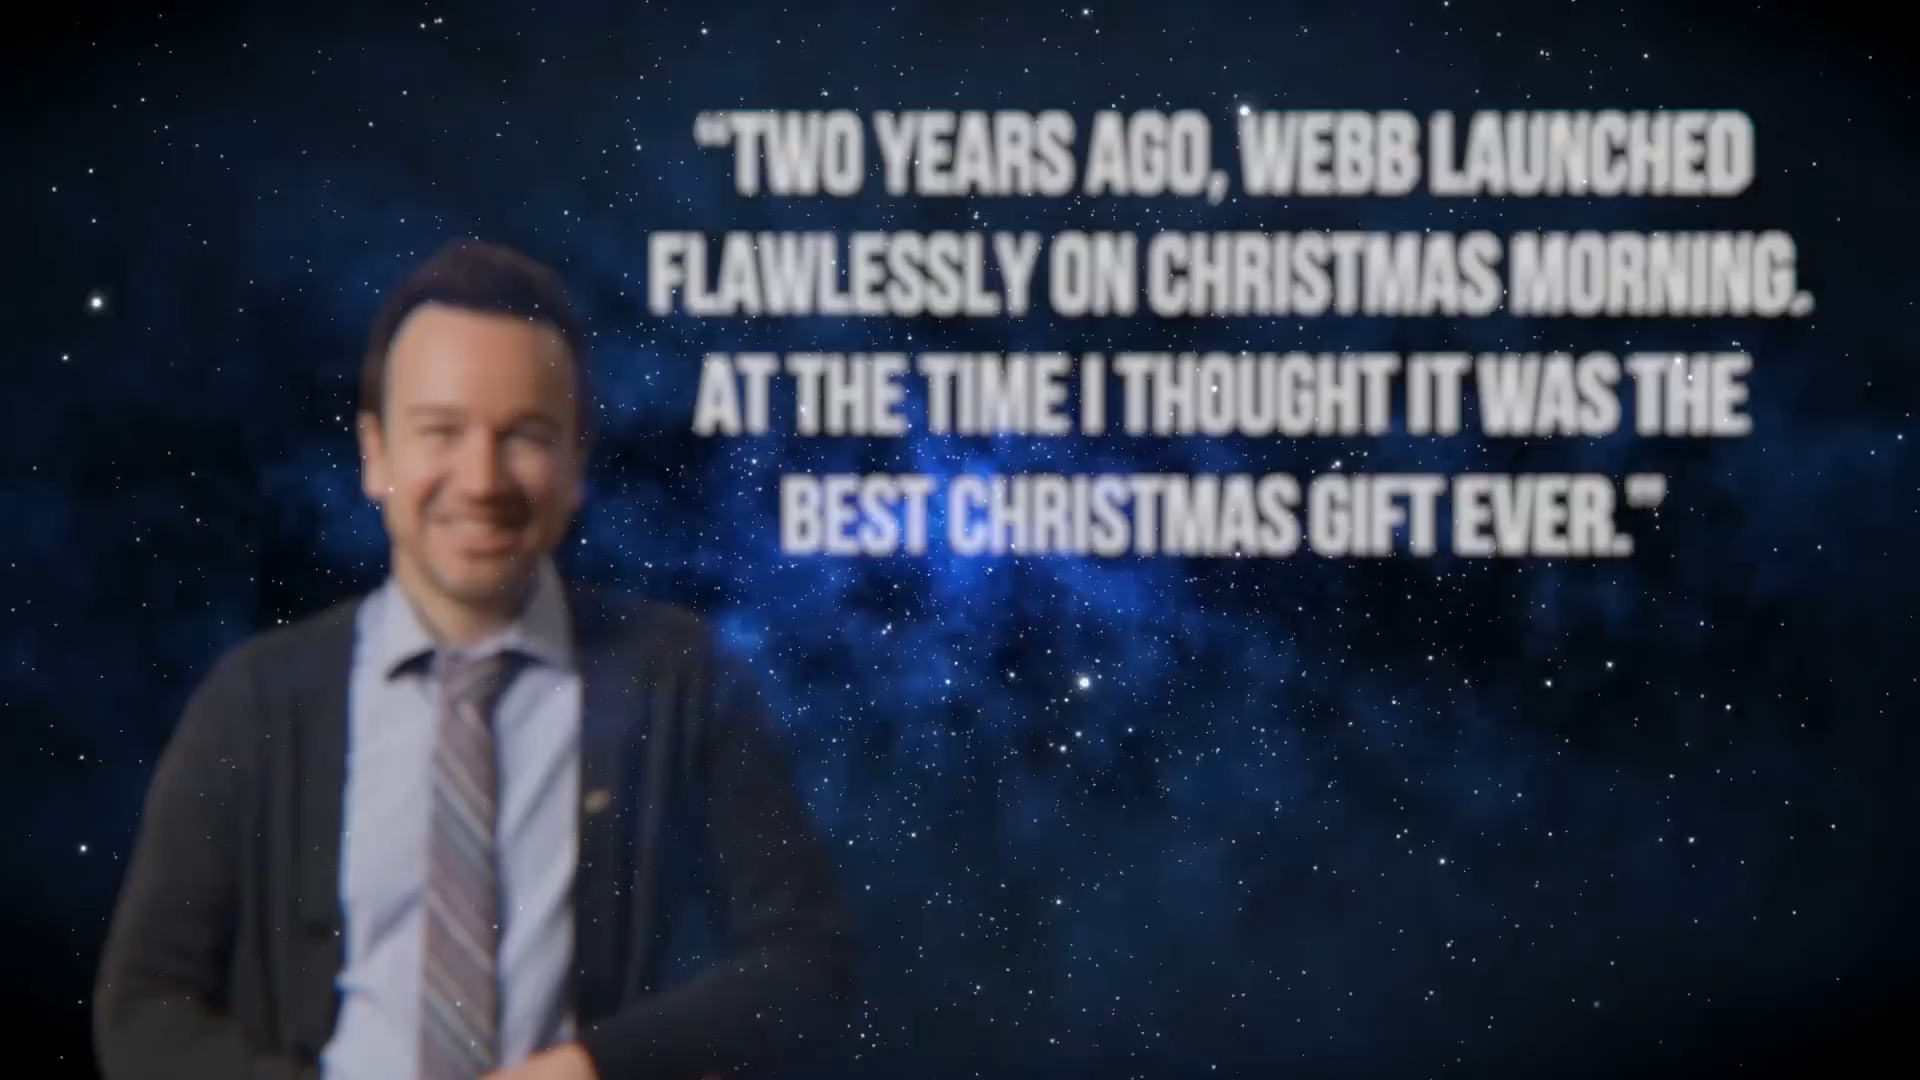 “TWO YEARS AGO, WEBB LAUNCHED
FLAWLESSLY ON CHRISTMAS MORNING.
AT THE TIME I THOUGHT IT WAS THE
BEST CHRISTMAS GIFT EVER.”